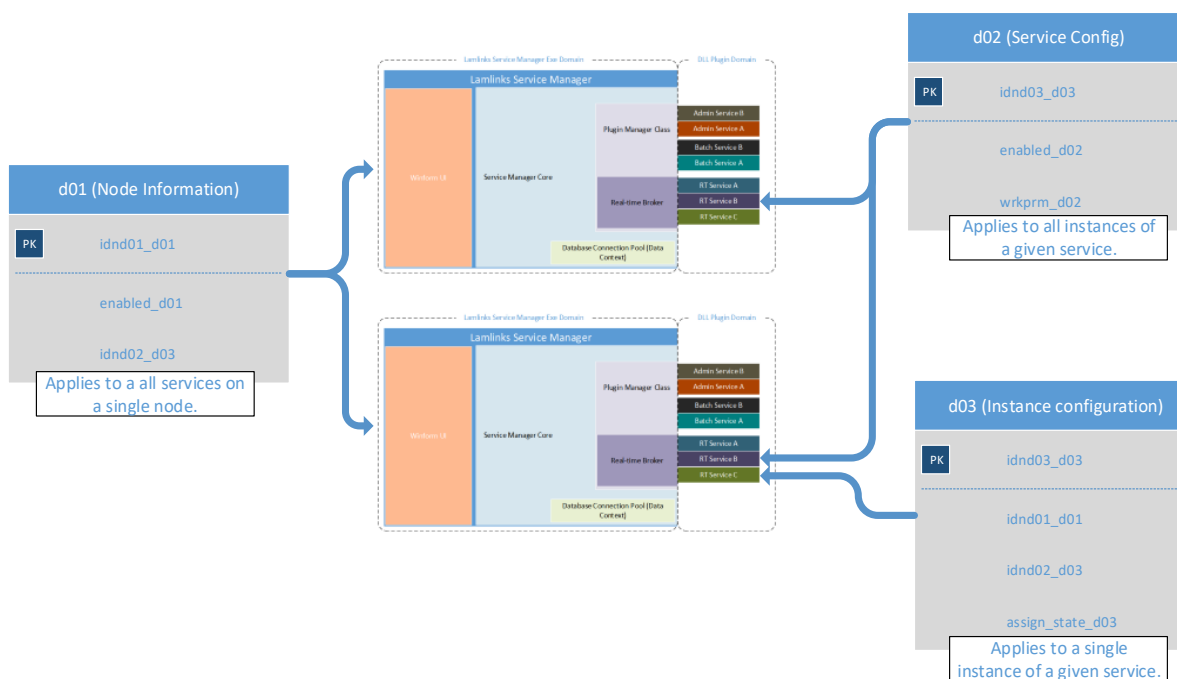 d01 (Node Information)
PK
idnd01_d01
enabled_d01
idnd02_d03
Applies to a all services on
a single node.
Lamlinks Service Manager Exe Domain
DLL Plugin Domain
Lamlinks Service Manager
Winform UI
Service Manager Core
Plugin Manager Class
Real-time Broker
Database Connection Pool [Data
Context]
Admin Service B
Admin Service A
Batch Service B
Batch Service A
RT Service A
RT Service B
RT Service C
Lamlinks Service Manager Exe Domain
DLL Plugin Domain
Lamlinks Service Manager
Winform UI
Service Manager Core
Plugin Manager Class
Real-time Broker
Database Connection Pool [Data
Context]
Admin Service B
Admin Service A
Batch Service B
Batch Service A
RT Service A
RT Service B
RT Service C
d02 (Service Config)
PK
idnd03_d03
enabled_d02
wrkprm_d02
Applies to all instances of
a given service.
d03 (Instance configuration)
PK
idnd03_d03
idnd01_d01
idnd02_d03
assign_state_d03
Applies to a single
instance of a given service.